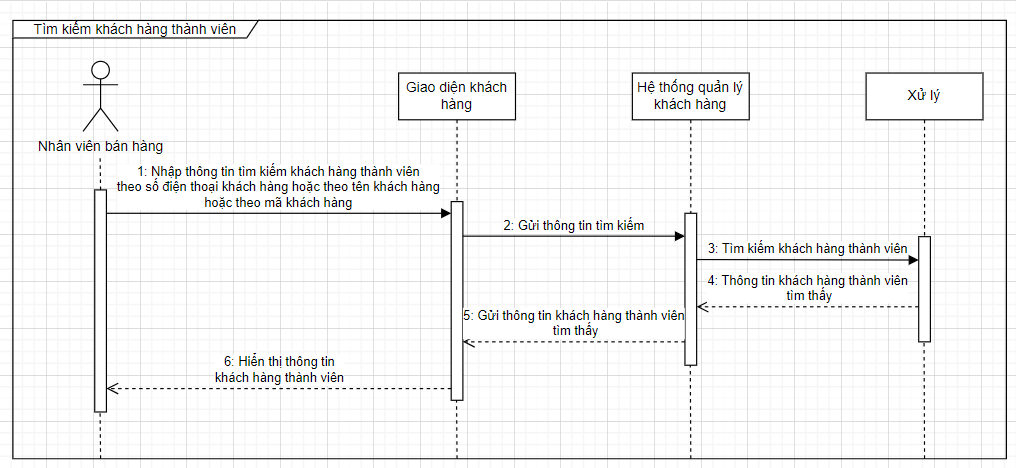 Tìm kiếm khách hàng thành viên
Nhân viên bán hàng
Giao diện khách
hàng
Hệ thống quản lý
khách hàng
Xử lý
1: Nhập thông tin tìm kiếm khách hàng thành viên
theo số điện thoại khách hàng hoặc theo tên khách hàng
hoặc theo mã khách hàng
2: Gửi thông tin tìm kiếm
3: Tìm kiếm khách hàng thành viên
4: Thông tin khách hàng thành viên
tìm thấy
5: Gửi thông tin khách hàng thành viên
tìm thấy
6: Hiển thị thông tin
khách hàng thành viên